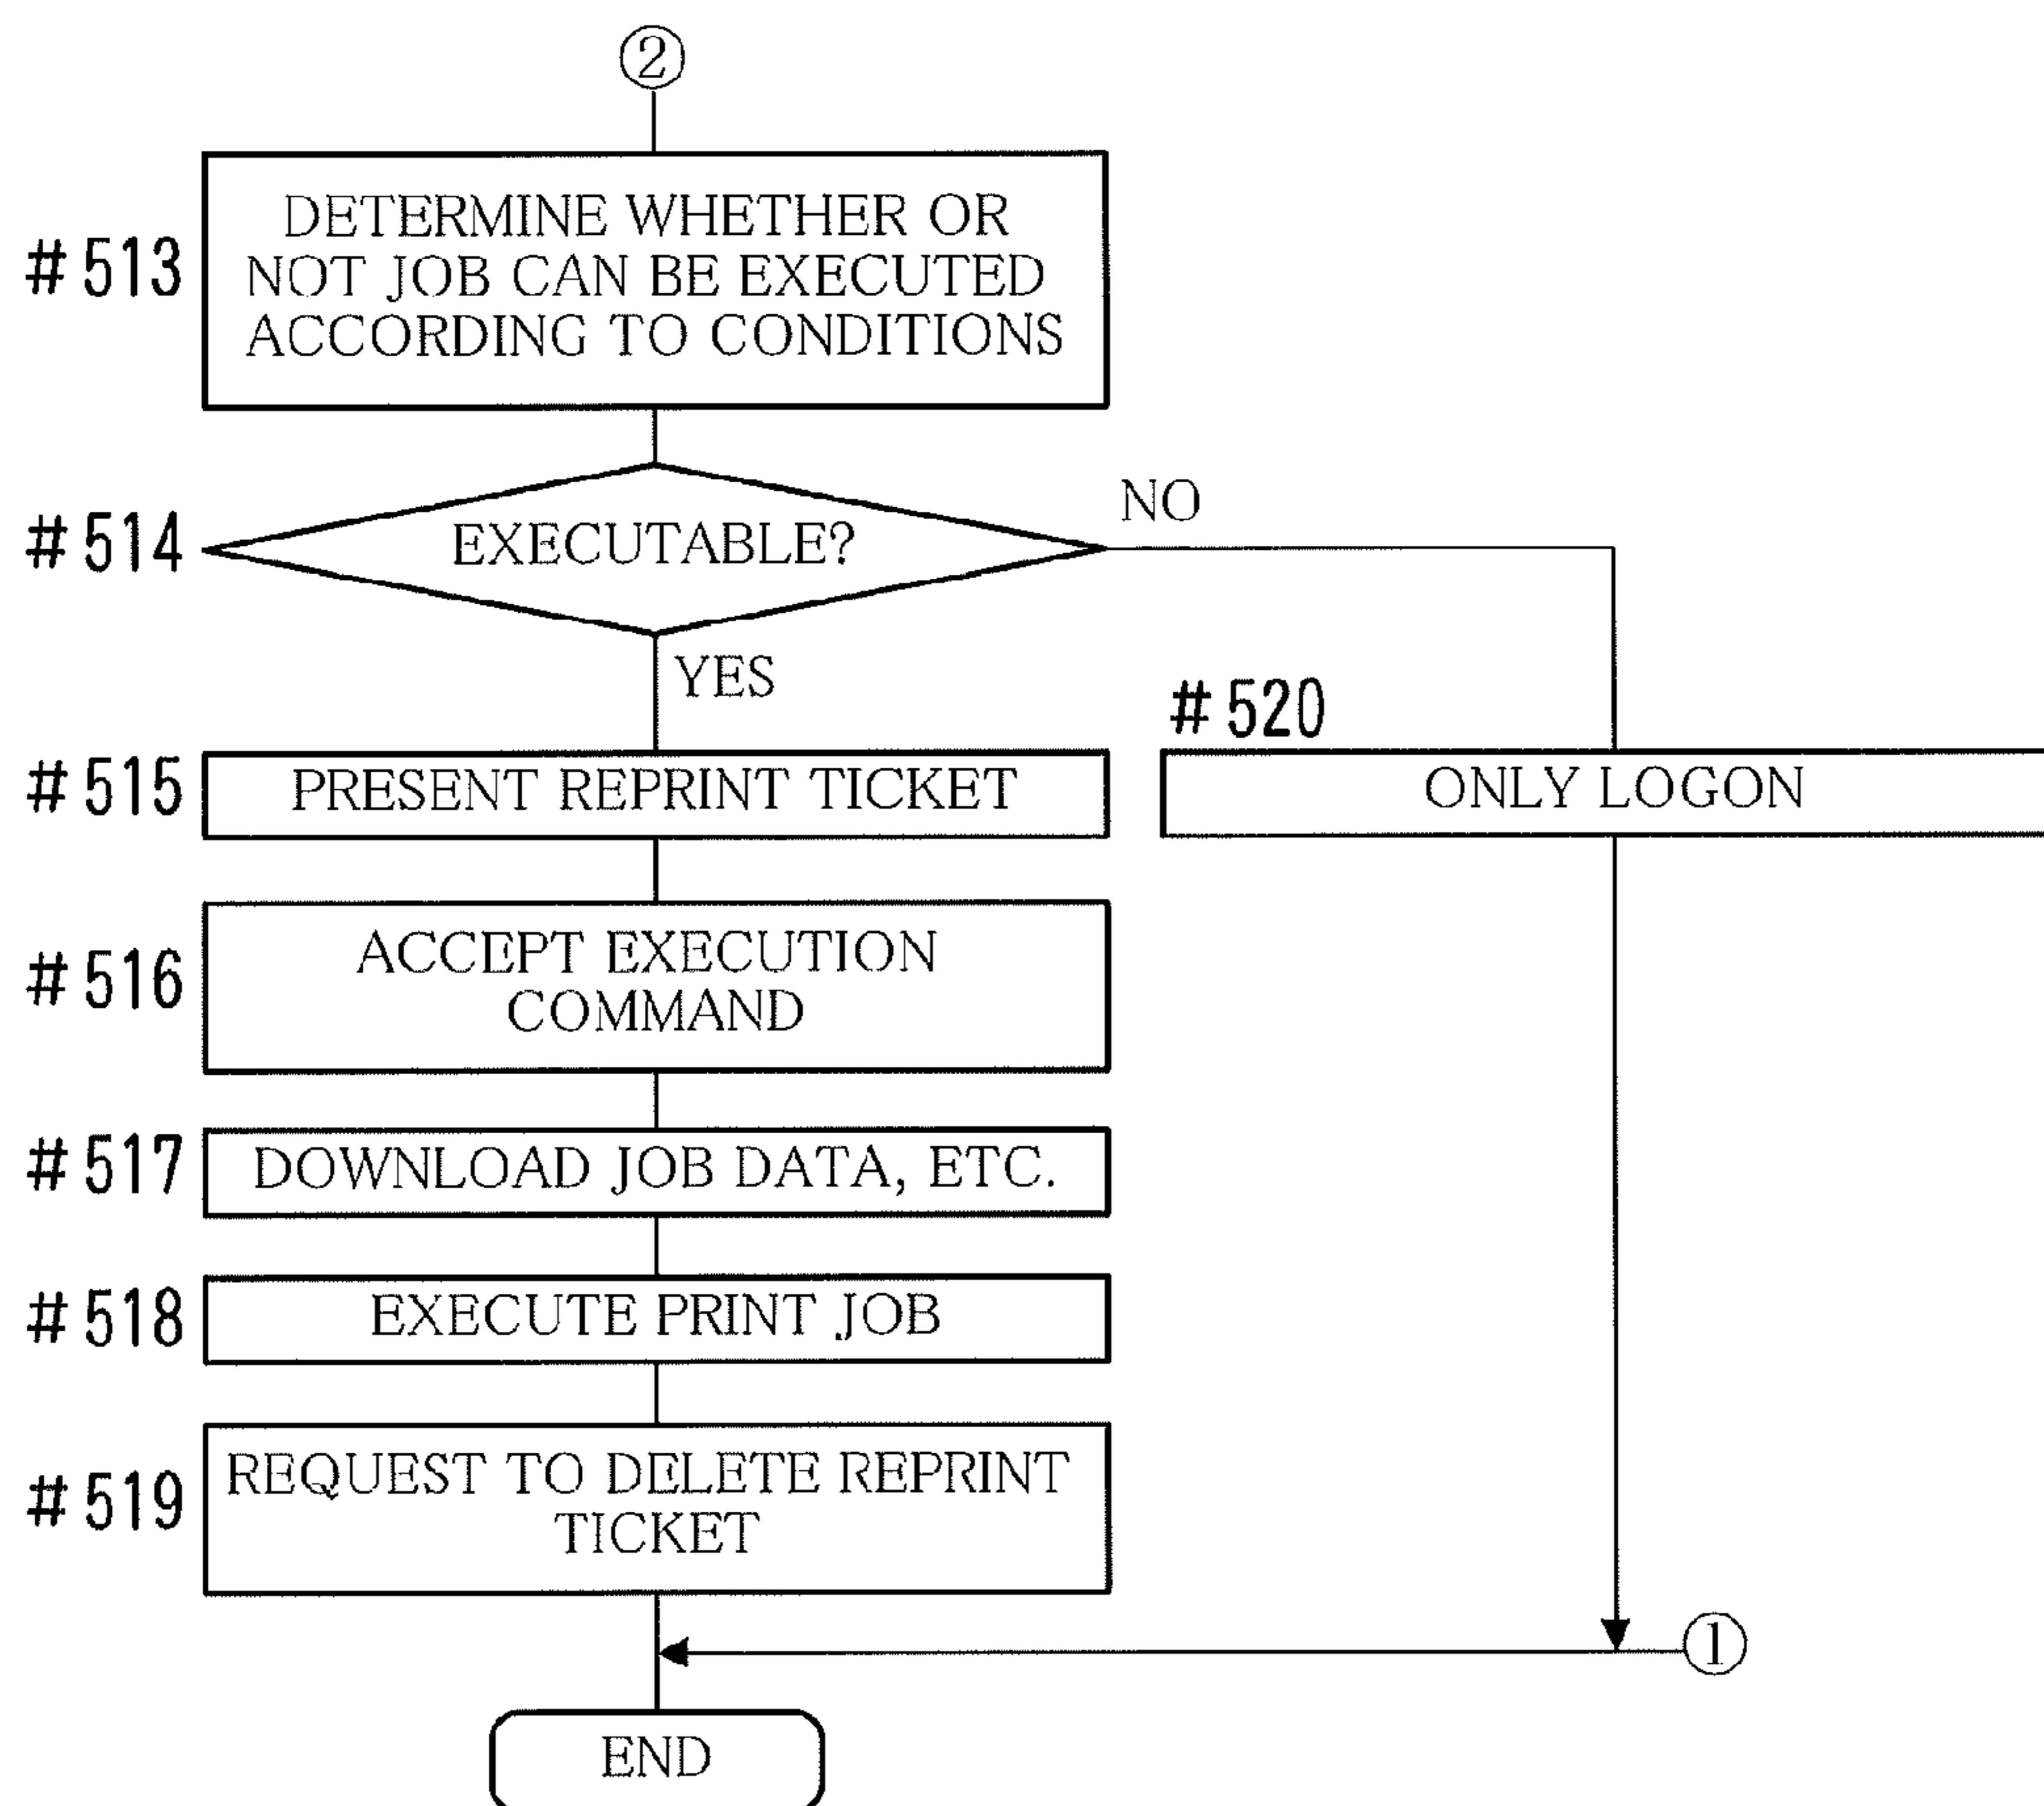 ②
#513
DETERMINE WHETHER OR
NOT JOB CAN BE EXECUTED
ACCORDING TO CONDITIONS
#514
EXECUTABLE?
NO
YES
#520
#515
PRESENT REPRINT TICKET
ONLY LOGON
#516
ACCEPT EXECUTION
COMMAND
#517
DOWNLOAD JOB DATA, ETC.
#518
EXECUTE PRINT JOB
#519
REQUEST TO DELETE REPRINT
TICKET
①
END